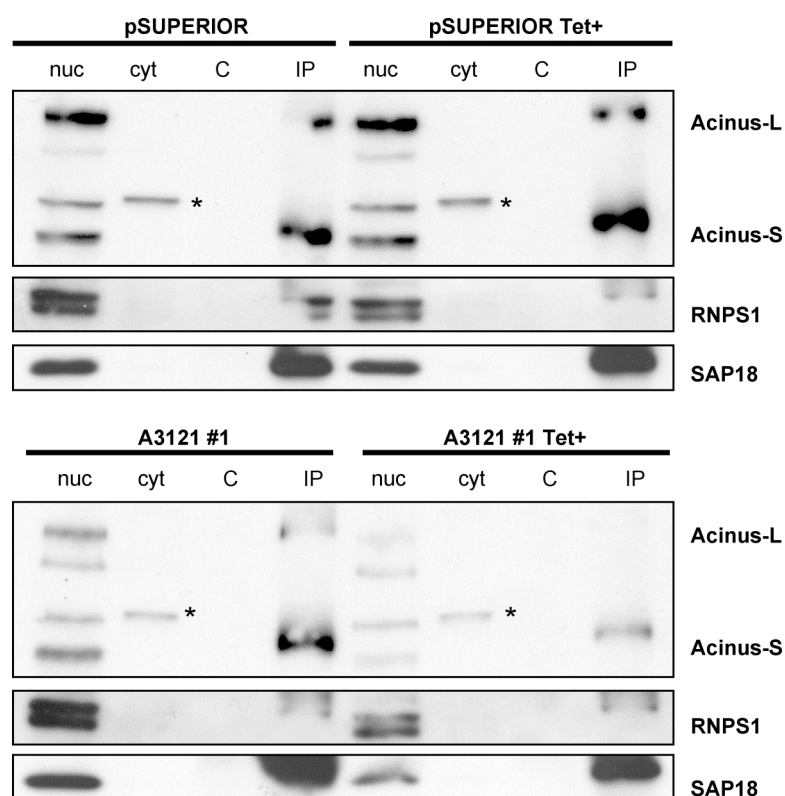 pSUPERIOR pSUPERIOR Tet+
nuc cyt C IP nuc cyt C IP
Acinus-L
*
*
Acinus-S
RNPS1
SAP18
A3121 #1 A3121 #1 Tet+
nuc cyt C IP nuc cyt C IP
Acinus-L
*
*
Acinus-S
RNPS1
SAP18